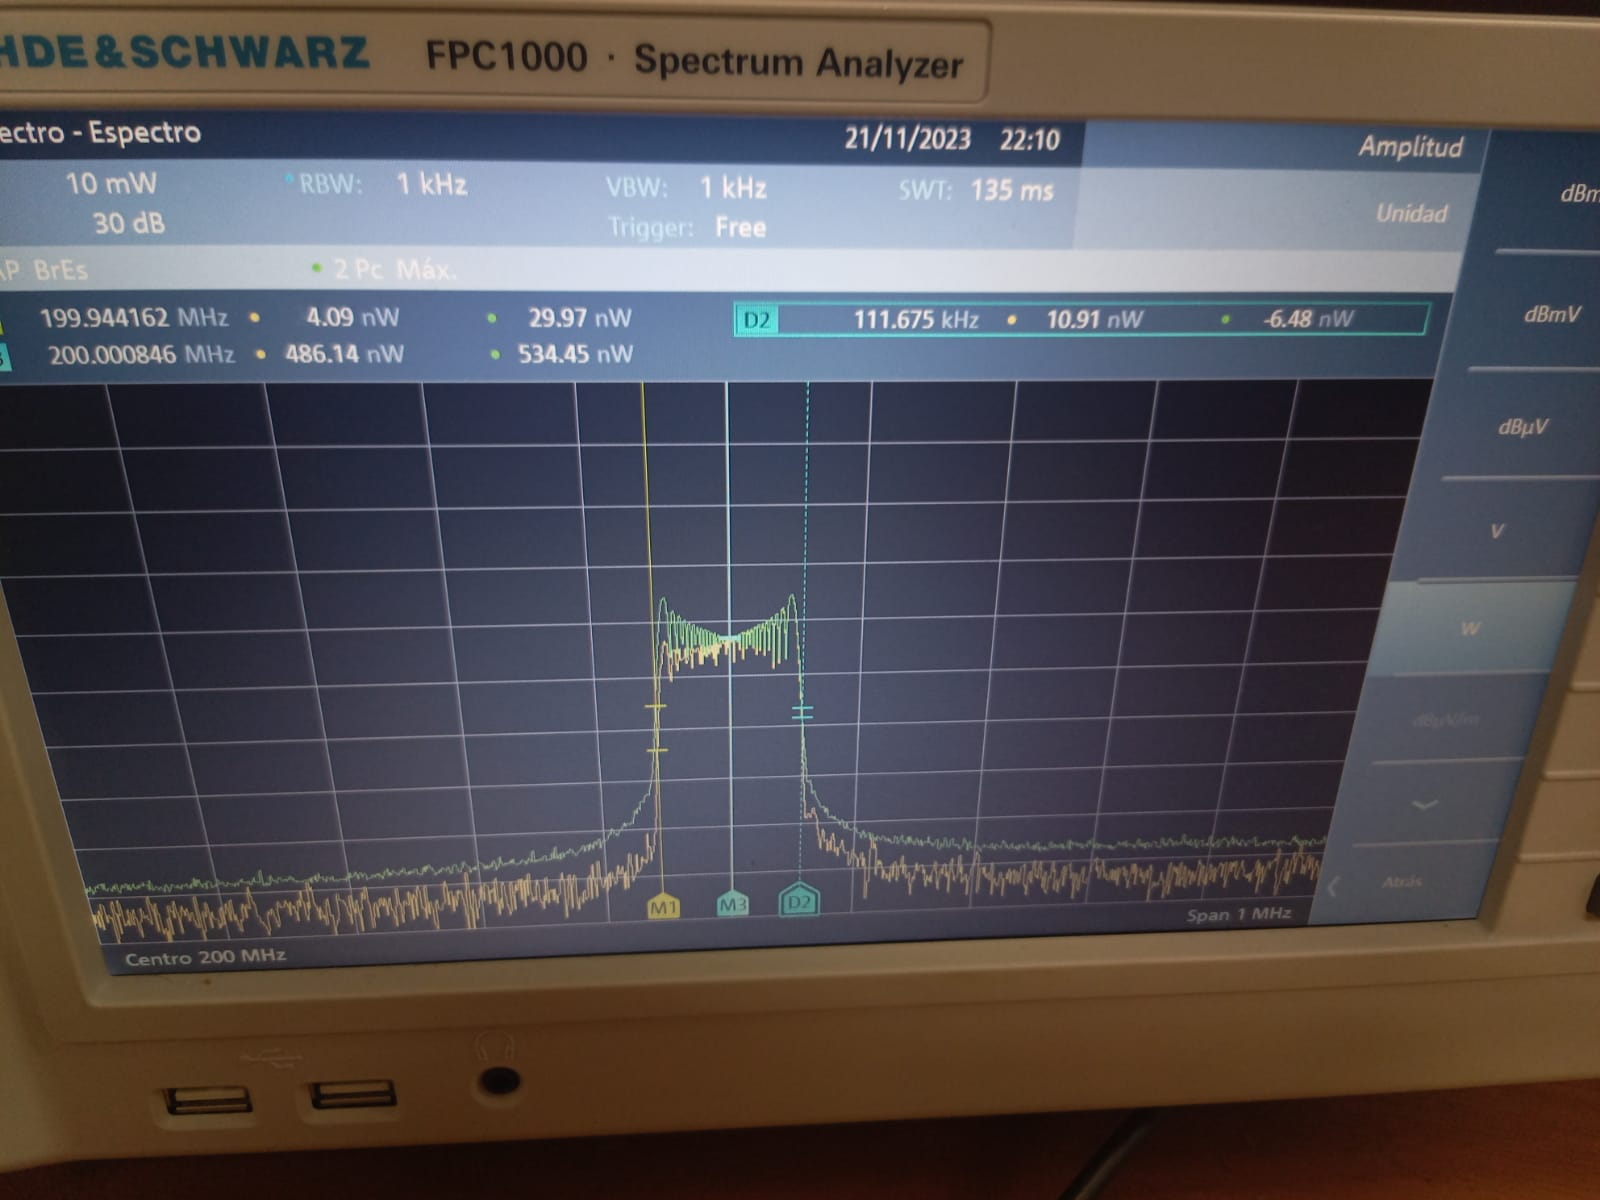 HDE&SCHWARZ FPC1000 · Spectrum Analyzer
ectro - Espectro 21/11/2023 22:10 Amplitud
10 mW RBW: 1 kHz VBW: 1 kHz SWT: 135 ms
30 dB Trigger: Free
Unidad
dBm
AP BrEs 2 Pc Máx.
199.944162 MHz 4.09 nW 29.97 nW D2 111.675 kHz 10.91 nW -6.48 nW
200.000846 MHz 486.14 nW 534.45 nW
dBmV
dBµV
V
W
dBµV/m
Atrás
M1 M3 D2
Centro 200 MHz Span 1 MHz